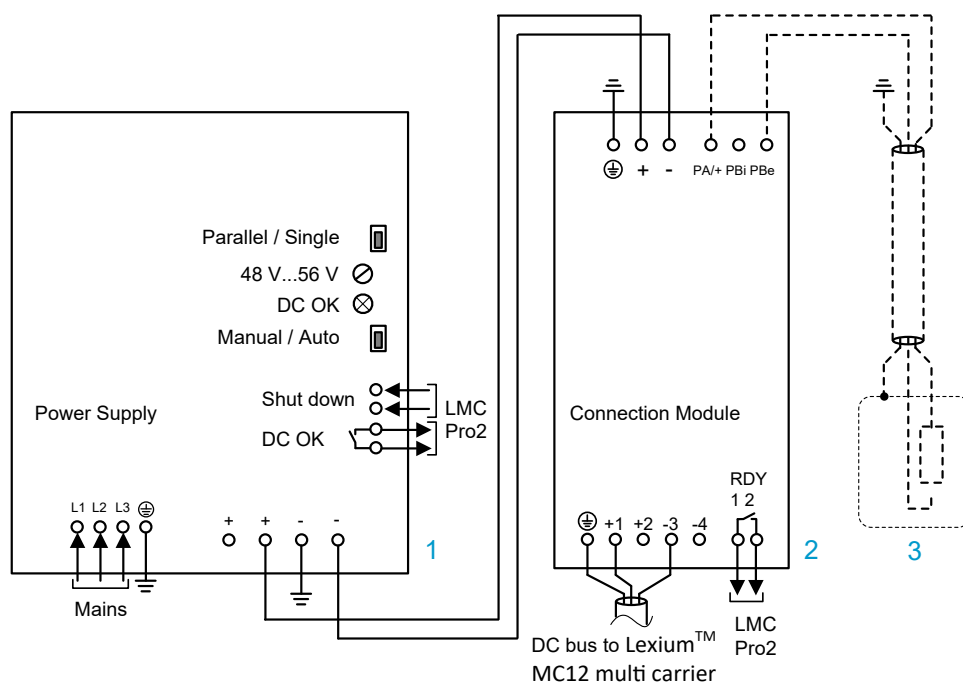 PA/+ PBi PBe
+ -
Parallel / Single
48 V...56 V
DC OK
Manual / Auto
Shut down
LMC
Pro2
DC OK
Power Supply
L1 L2 L3
+ + - -
1
Mains
Connection Module
RDY
1 2
+1 +2 -3 -4
2
3
LMC
Pro2
DC bus to Lexium™
MC12 multi carrier